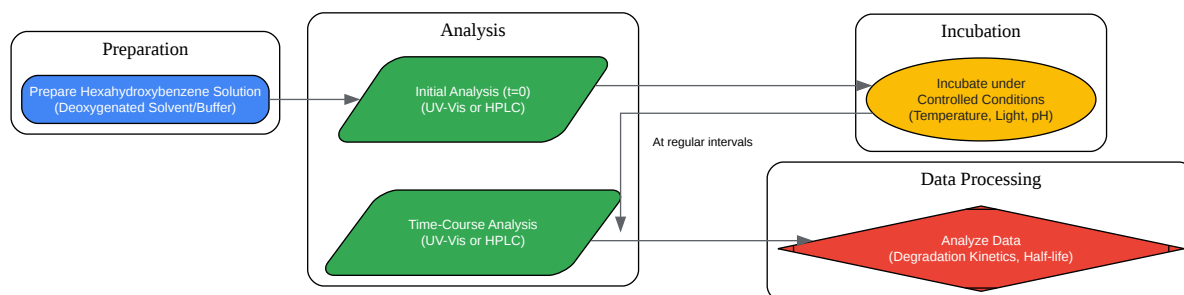 Preparation
Prepare Hexahydroxybenzene Solution
(Deoxygenated Solvent/Buffer)
Analysis
Initial Analysis (t=0)
(UV-Vis or HPLC)
Incubation
Incubate under
Controlled Conditions
(Temperature, Light, pH)
At regular intervals
Time-Course Analysis
(UV-Vis or HPLC)
Data Processing
Analyze Data
(Degradation Kinetics, Half-life)